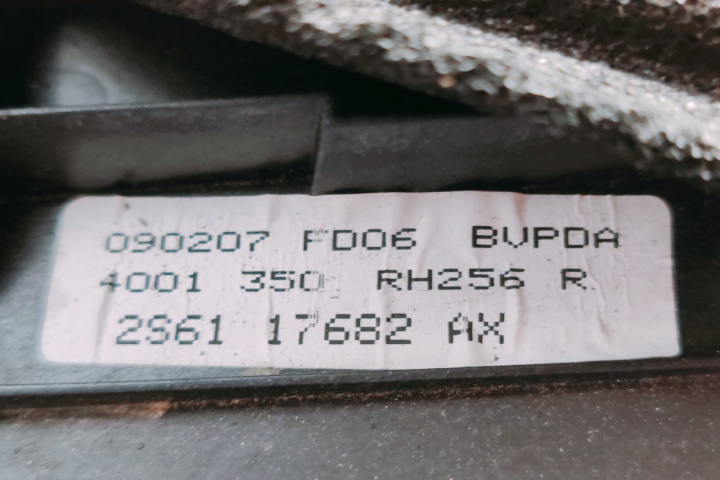 090207 FD06 BVPDA
4001 350 RH256 R
2S61 17682 AX